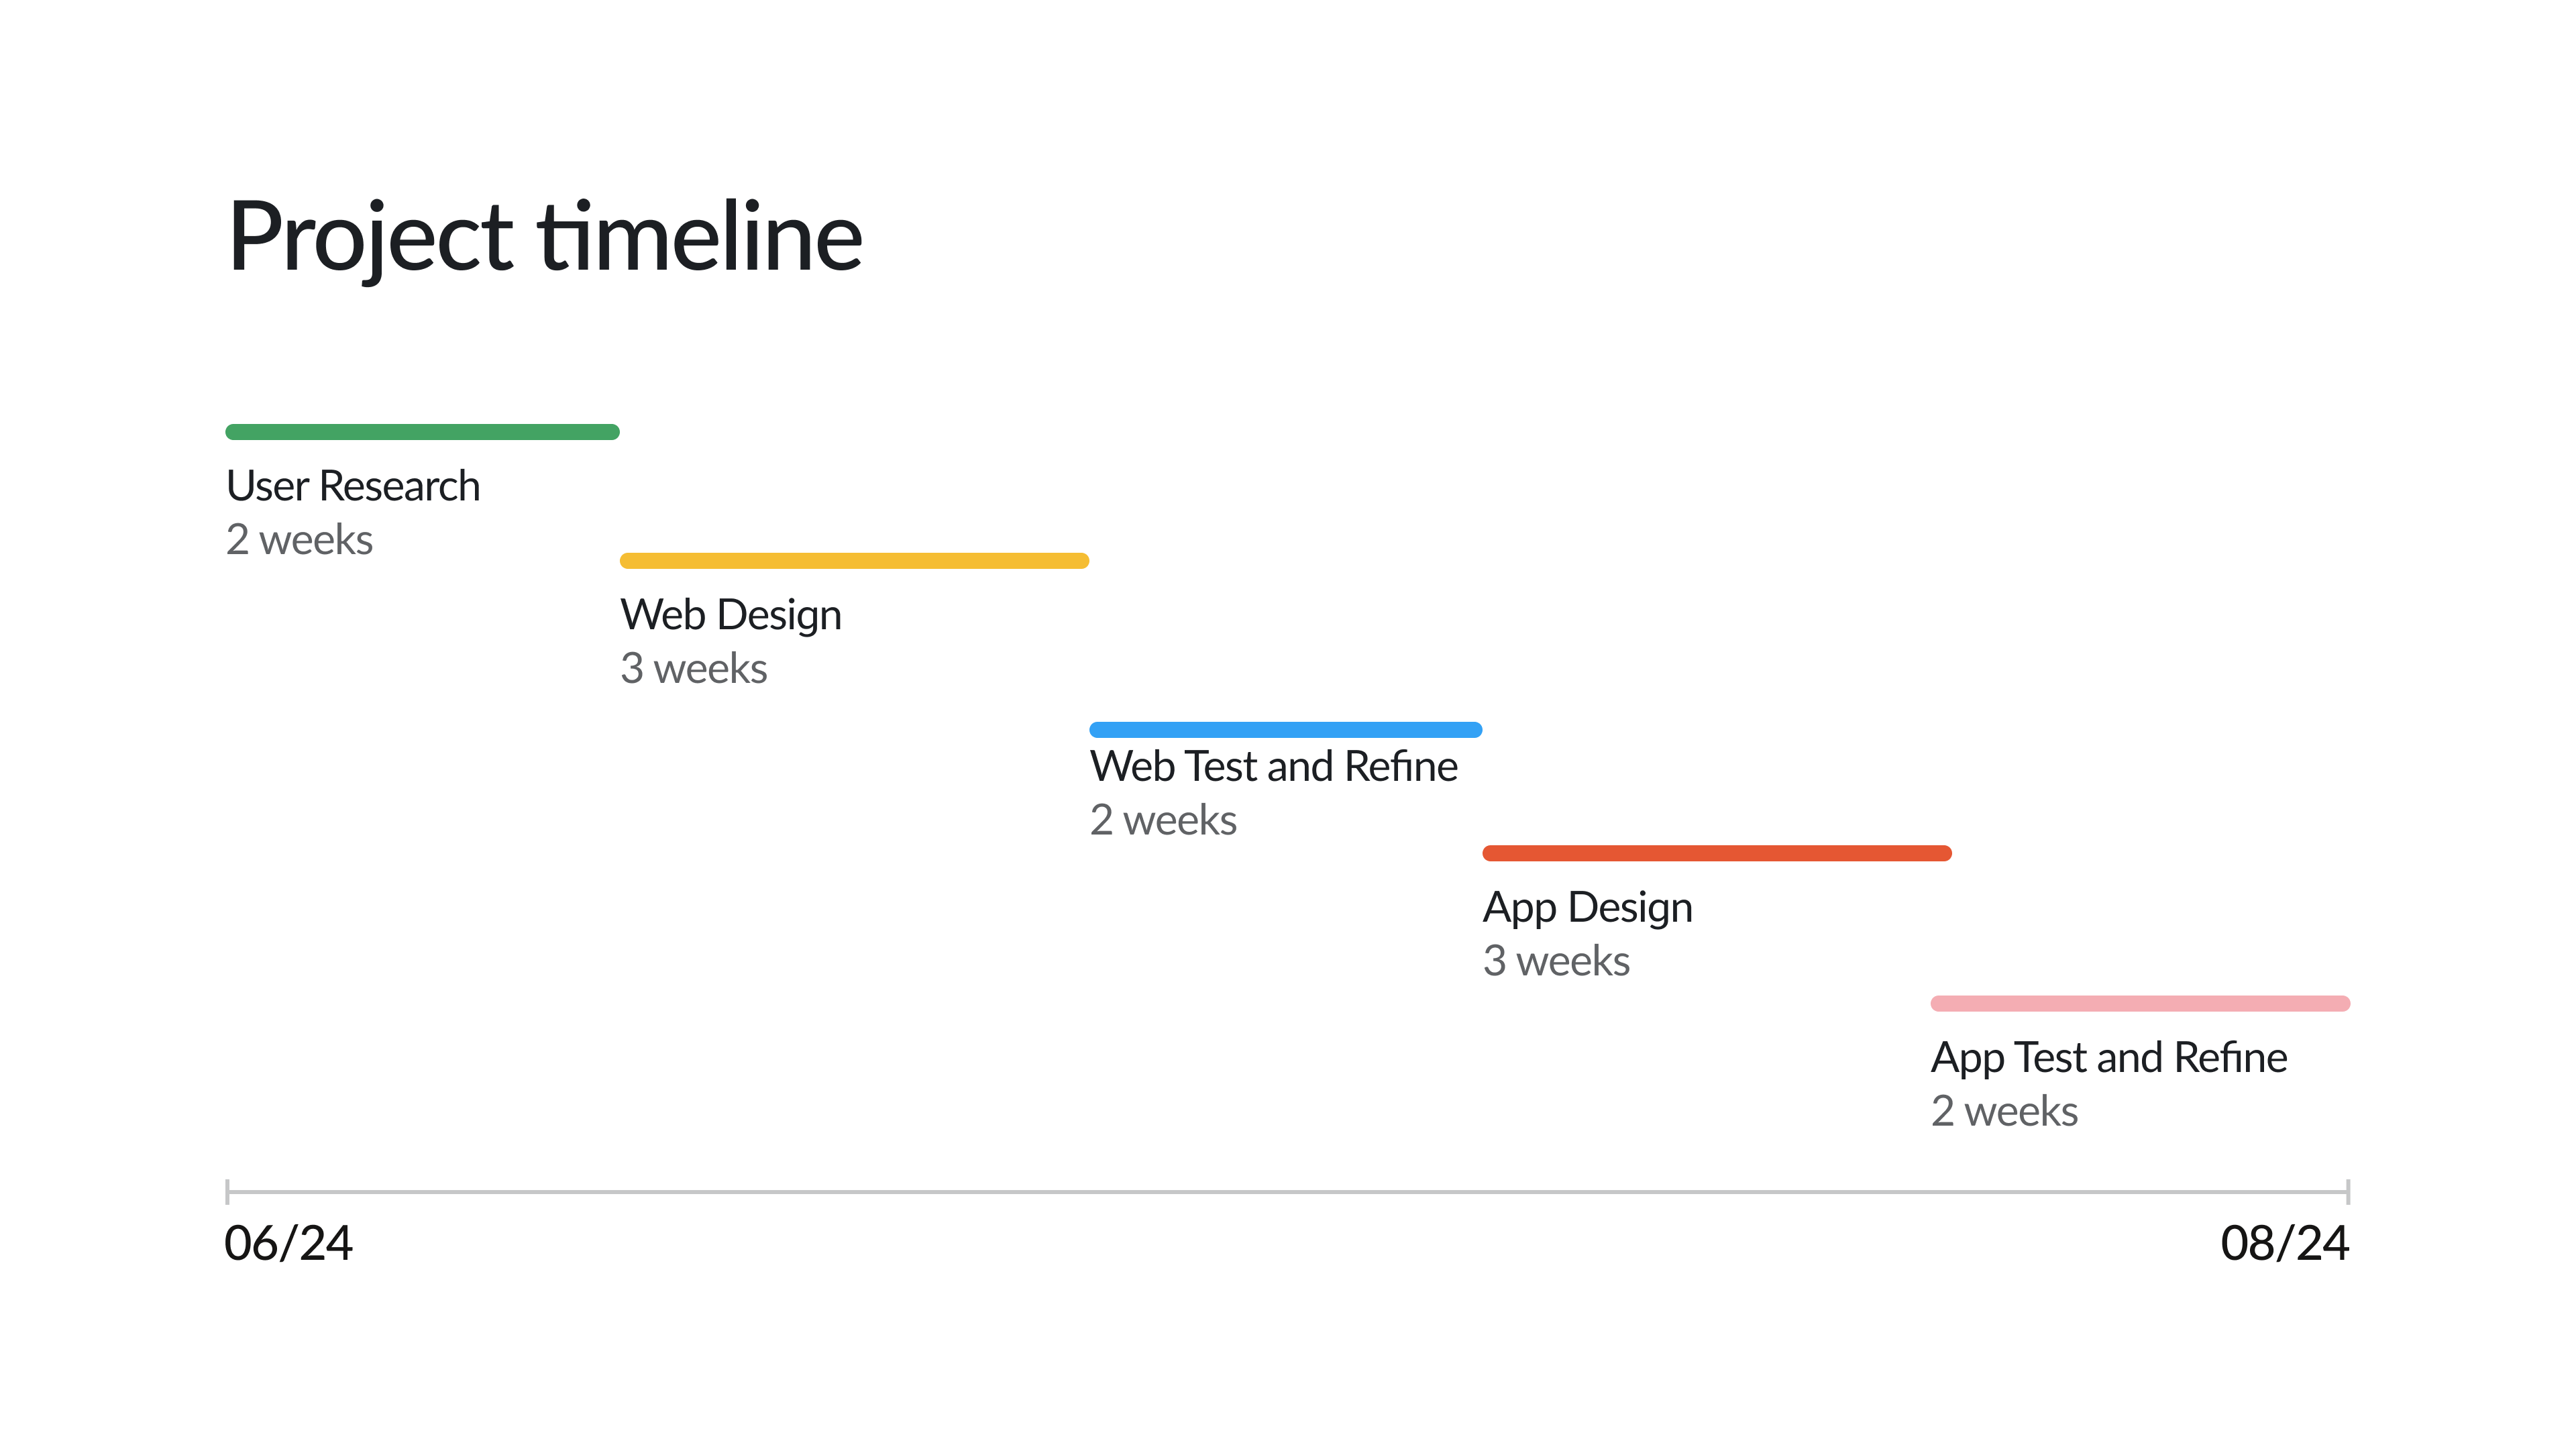 Project timeline
User Research
2 weeks
Web Design
3 weeks
Web Test and Refine
2 weeks
App Design
3 weeks
App Test and Refine
2 weeks
06/24
08/24